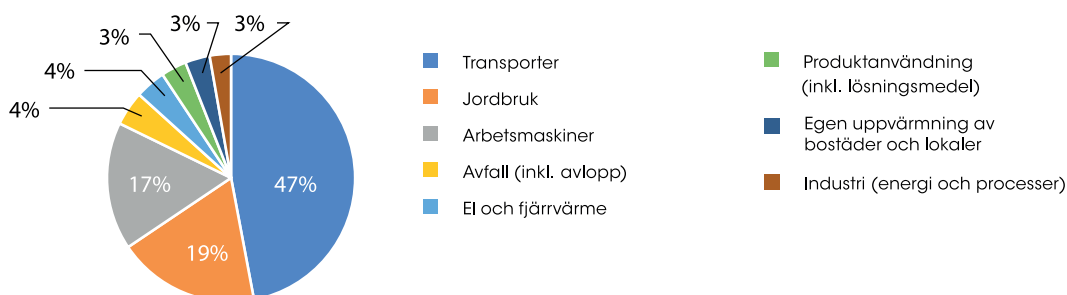 3%
3%
3%
4%
4%
17%
47%
19%
Transporter
Jordbruk
Arbetsmaskiner
Avfall (inkl. avlopp)
El och fjärrvärme
Produktanvändning
(inkl. lösningsmedel)
Egen uppvärmning av
bostäder och lokaler
Industri (energi och processer)